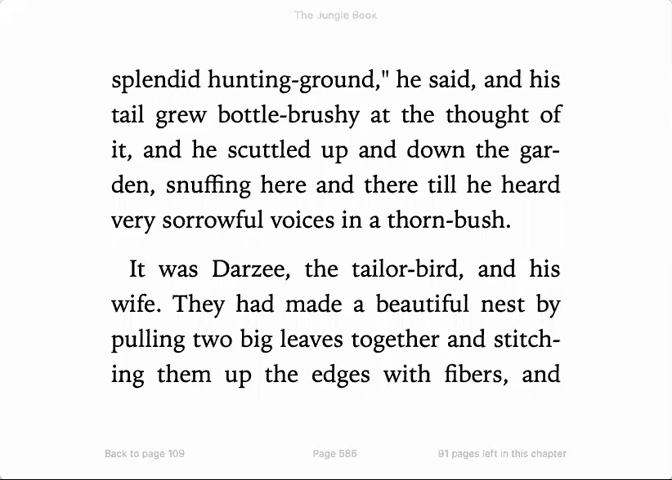 The Jungle Book
splendid hunting-ground," he said, and his
tail grew bottle-brushy at the thought of
it, and he scuttled up and down the gar-
den, snuffing here and there till he heard
very sorrowful voices in a thorn-bush.
It was Darzee, the tailor-bird, and his
wife. They had made a beautiful nest by
pulling two big leaves together and stitch-
ing them up the edges with fibers, and
Back to page 109 Page 586 91 pages left in this chapter